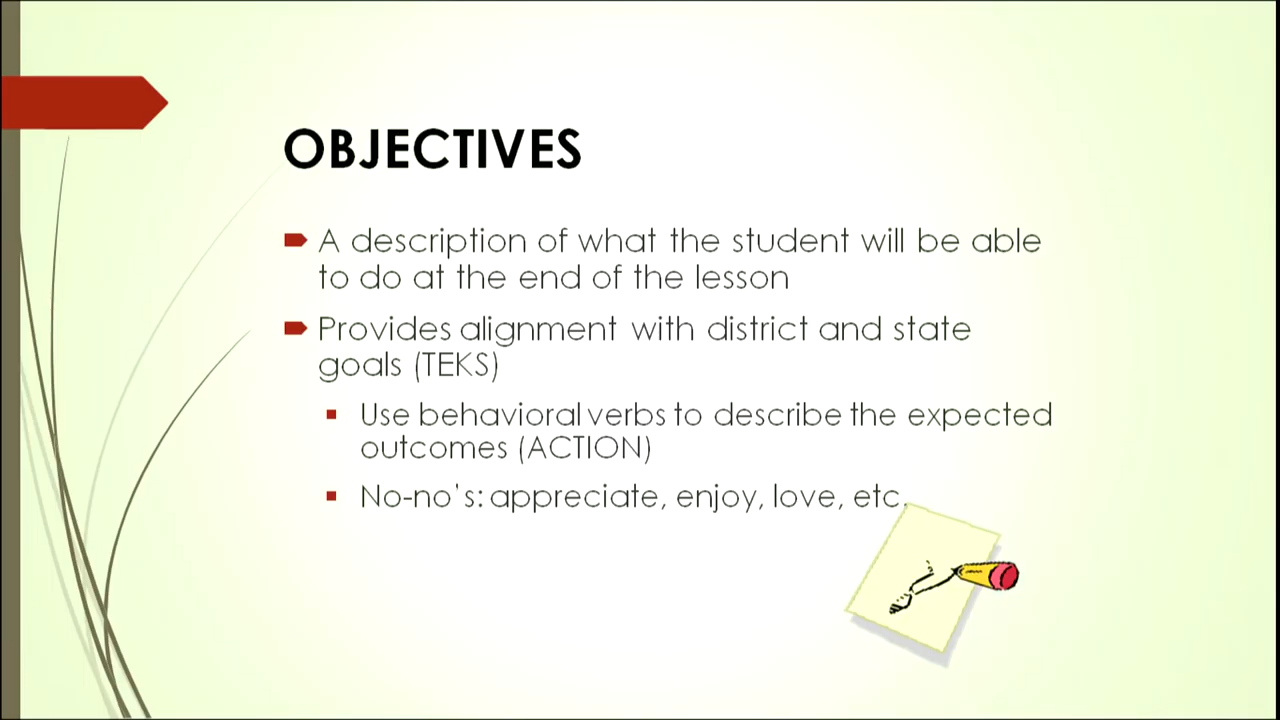 OBJECTIVES
A description of what the student will be able
to do at the end of the lesson
Provides alignment with district and state
goals (TEKS)
Use behavioral verbs to describe the expected
outcomes (ACTION)
No-no's: appreciate, enjoy, love, etc.